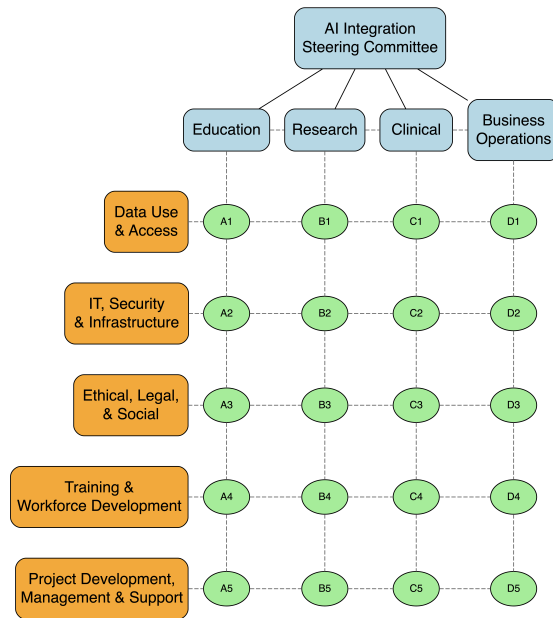 AI Integration
Steering Committee
Education
Research
Clinical
Business
Operations
Data Use
& Access
A1
B1
C1
D1
IT, Security
& Infrastructure
A2
B2
C2
D2
Ethical, Legal,
& Social
A3
B3
C3
D3
Training &
Workforce Development
A4
B4
C4
D4
Project Development,
Management & Support
A5
B5
C5
D5